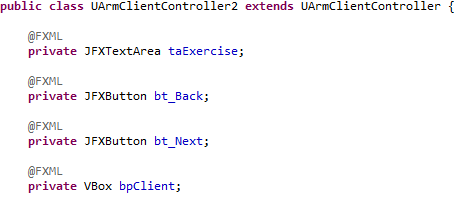 public class UArmClientController2 extends UArmClientController {
@FXML
private JFXTextArea taExercise;
@FXML
private JFXButton bt_Back;
@FXML
private JFXButton bt_Next;
@FXML
private VBox bpClient;